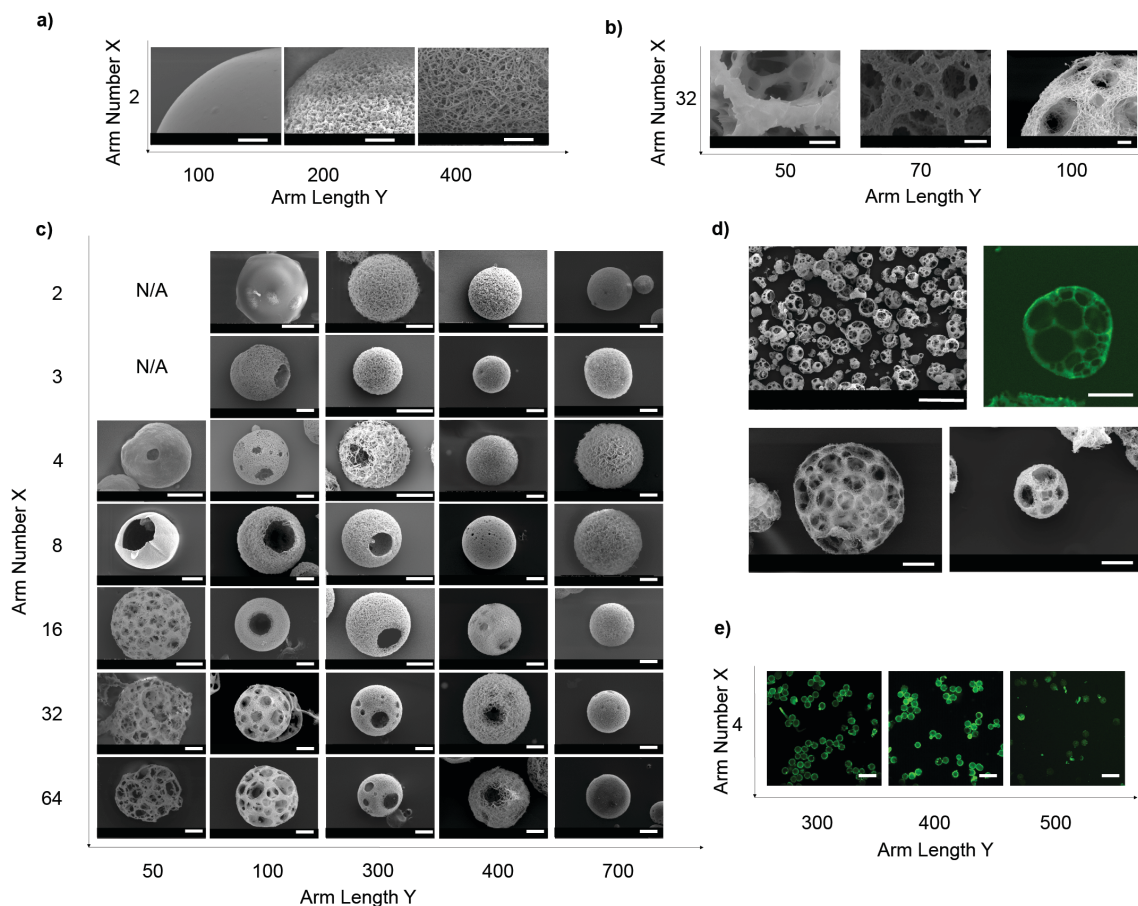 a)
Arm Number X
2
100 200 400
Arm Length Y
b)
Arm Number X
32
50 70 100
Arm Length Y
c)
Arm Number X
2 N/A
3 N/A
4
8
16
32
64
50 100 300 400 700
Arm Length Y
d)
e)
Arm Number X
4
300 400 500
Arm Length Y